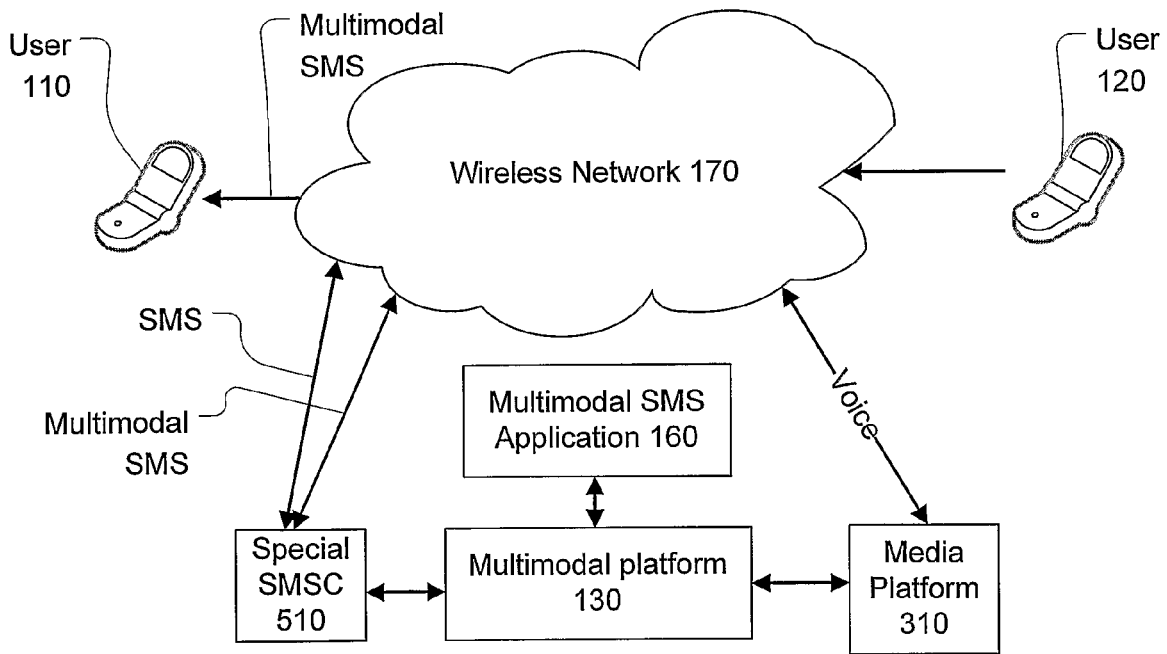 Multimodal
SMS
User
110
User
120
Wireless Network 170
SMS
Multimodal
SMS
Multimodal SMS
Application 160
Voice
Special
SMSC
510
Multimodal platform
130
Media
Platform
310